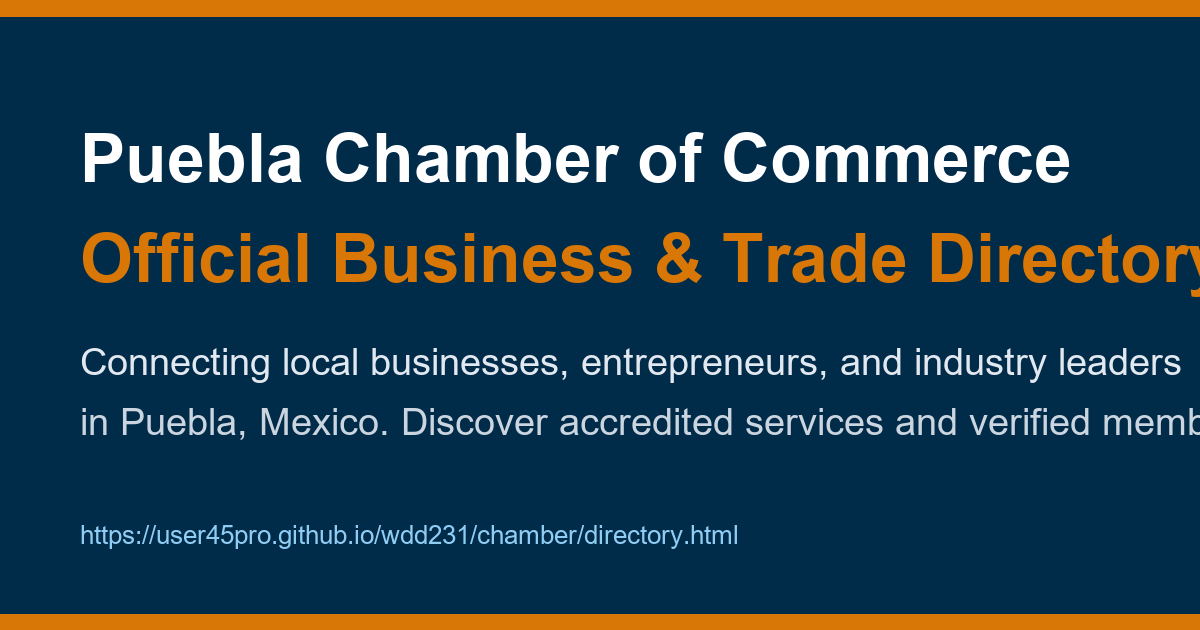 Puebla Chamber of Commerce
Official Business & Trade Directory
Connecting local businesses, entrepreneurs, and industry leaders
in Puebla, Mexico. Discover accredited services and verified memb
https://user45pro.github.io/wdd231/chamber/directory.html